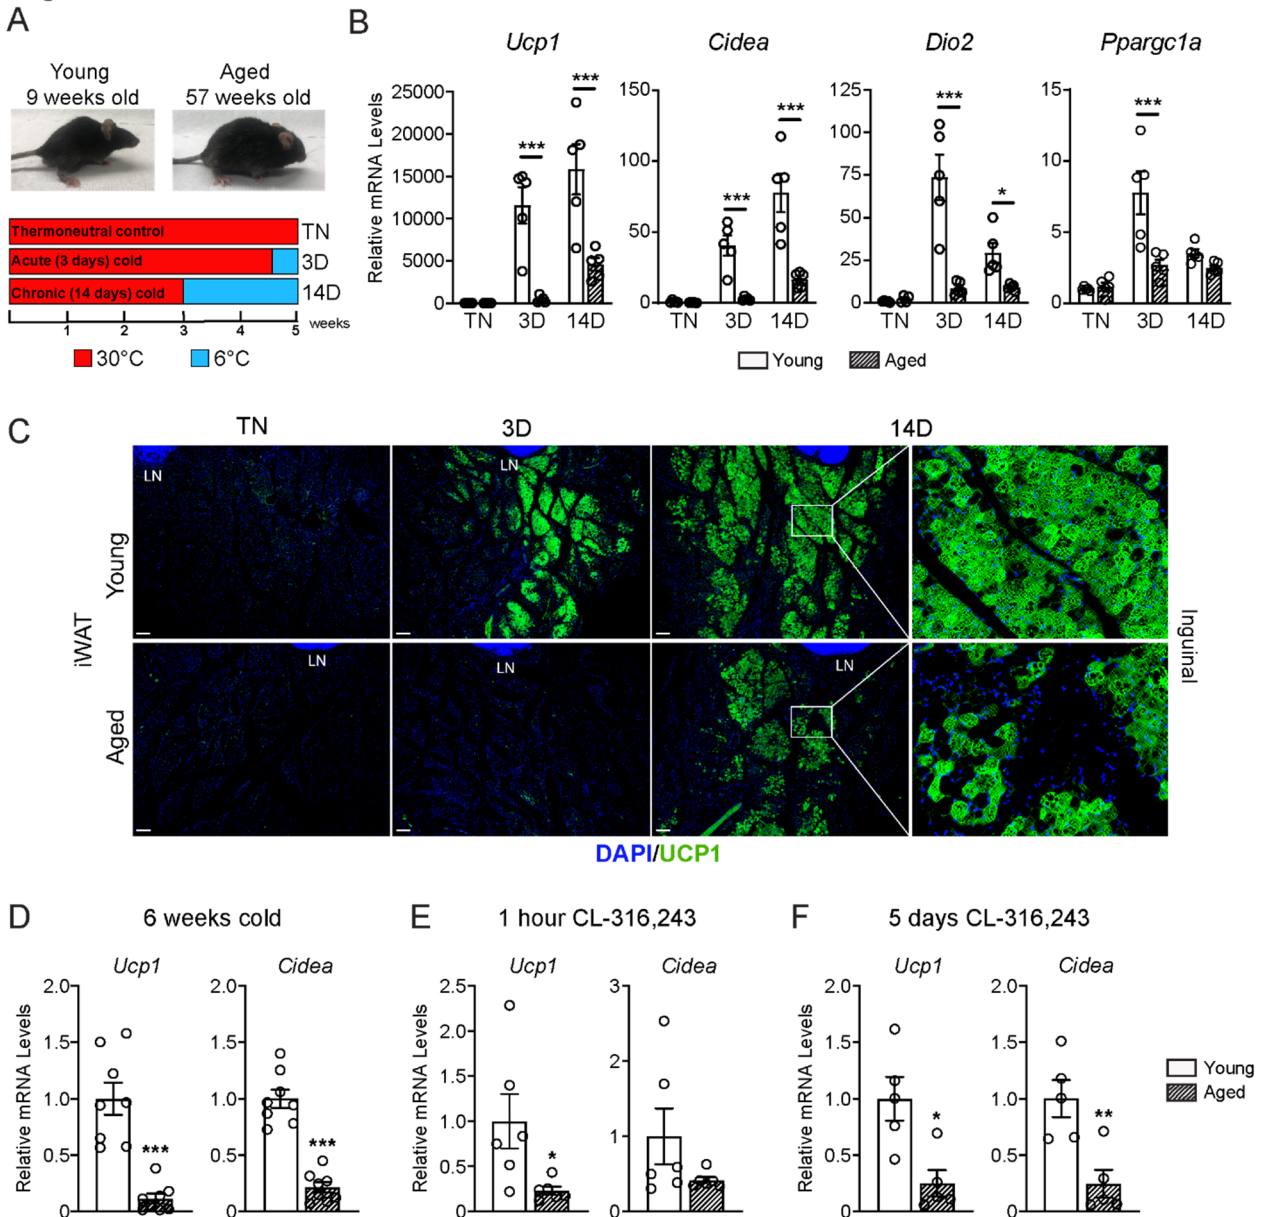 A
Young
9 weeks old
Aged
57 weeks old
Thermoneutral control
TN
Acute (3 days) cold
3D
Chronic (14 days) cold
14D
1 2 3 4 5 weeks
30°C 6°C
B
Ucp1 Cidea Dio2 Ppargc1a
Relative mRNA Levels
25000
20000
15000
10000
5000
0
*** ***
TN 3D 14D
150
100
50
0
*** ***
TN 3D 14D
125
100
75
50
25
0
*** *
TN 3D 14D
15
10
5
0
***
TN 3D 14D
Young Aged
C
TN 3D 14D
iWAT
Young
LN
LN
Aged
LN
LN
LN
Inguinal
DAPI/UCP1
D
6 weeks cold
Ucp1 Cidea
Relative mRNA Levels
2.0
1.5
1.0
0.5
0
***
2.0
1.5
1.0
0.5
0
***
E
1 hour CL-316,243
Ucp1 Cidea
Relative mRNA Levels
2.5
2.0
1.5
1.0
0.5
0
*
3
2
1
0
F
5 days CL-316,243
Ucp1 Cidea
Relative mRNA Levels
2.0
1.5
1.0
0.5
0
*
2.0
1.5
1.0
0.5
0
**
Young
Aged